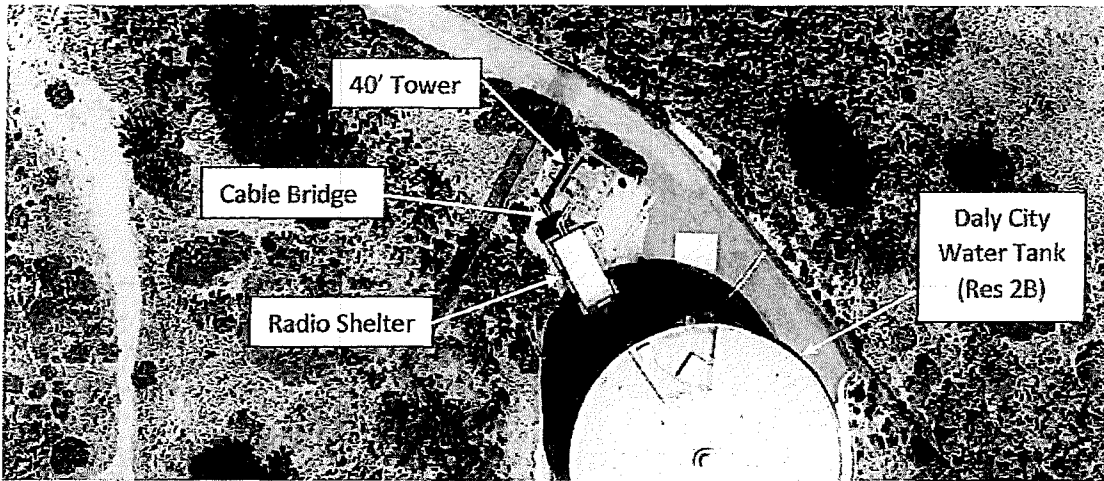 40' Tower
Cable Bridge
Radio Shelter
Daly City
Water Tank
(Res 2B)